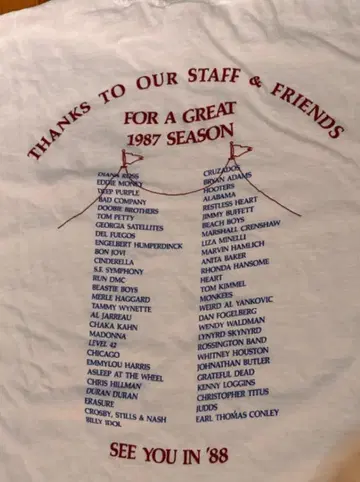 THANKS TO OUR STAFF & FRIENDS
FOR A GREAT
1987 SEASON
DIANA ROSS
EDDIE MONEY
DEEP PURPLE
BAD COMPANY
DOOBIE BROTHERS
TOM PETTY
GEORGIA SATELLITES
DEL FUEGOS
ENGELBERT HUMPERDINCK
BON JOVI
CINDERELLA
S.F. SYMPHONY
RUN DMC
BEASTIE BOYS
MERLE HAGGARD
TAMMY WYNETTE
AL JARREAU
CHAKA KAHN
MADONNA
LEVEL 42
CHICAGO
EMMYLOU HARRIS
ASLEEP AT THE WHEEL
CHRIS HILLMAN
DURAN DURAN
ERASURE
CROSBY, STILLS & NASH
BILLY IDOL
CRUZADOS
BRYAN ADAMS
HOOTERS
ALABAMA
RESTLESS HEART
JIMMY BUFFETT
BEACH BOYS
MARSHALL CRENSHAW
LIZA MINELLI
MARVIN HAMLICH
ANITA BAKER
RHONDA HANSOME
HEART
TOM KIMMEL
MONKEES
WEIRD AL YANKOVIC
DAN FOGELBERG
WENDY WALDMAN
LYNYRD SKYNYRD
ROSSINGTON BAND
WHITNEY HOUSTON
JOHNATHAN BUTLER
GRATEFUL DEAD
KENNY LOGGINS
CHRISTOPHER TITUS
JUDDS
EARL THOMAS CONLEY
SEE YOU IN '88